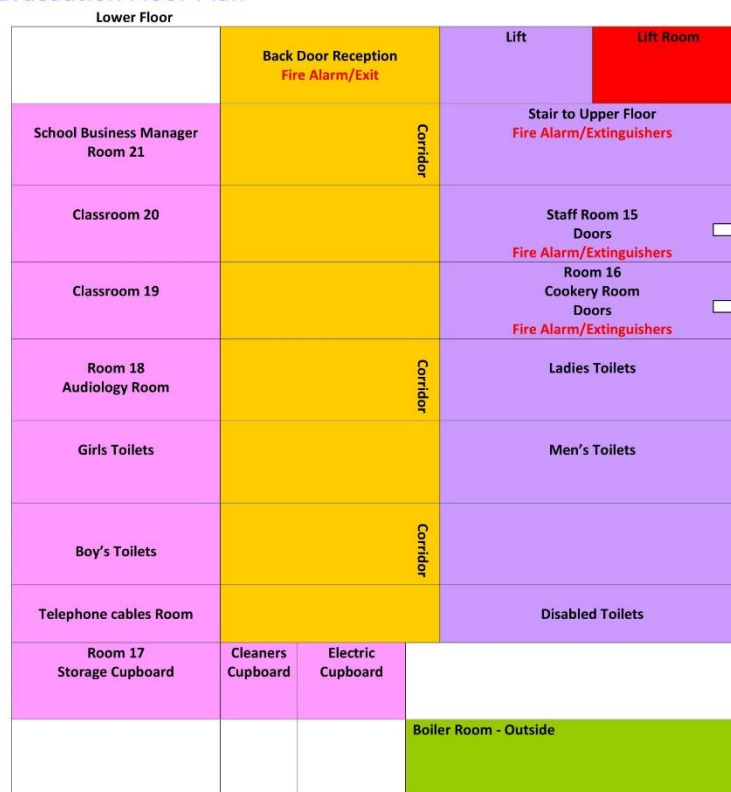 Lower Floor
Back Door Reception
Fire Alarm/Exit
Lift
Lift Room
School Business Manager
Room 21
Corridor
Stair to Upper Floor
Fire Alarm/Extinguishers
Classroom 20
Staff Room 15
Doors
Fire Alarm/Extinguishers
Classroom 19
Room 16
Cookery Room
Doors
Fire Alarm/Extinguishers
Room 18
Audiology Room
Corridor
Ladies Toilets
Girls Toilets
Men’s Toilets
Boy’s Toilets
Corridor
Telephone cables Room
Disabled Toilets
Room 17
Storage Cupboard
Cleaners
Cupboard
Electric
Cupboard
Boiler Room - Outside